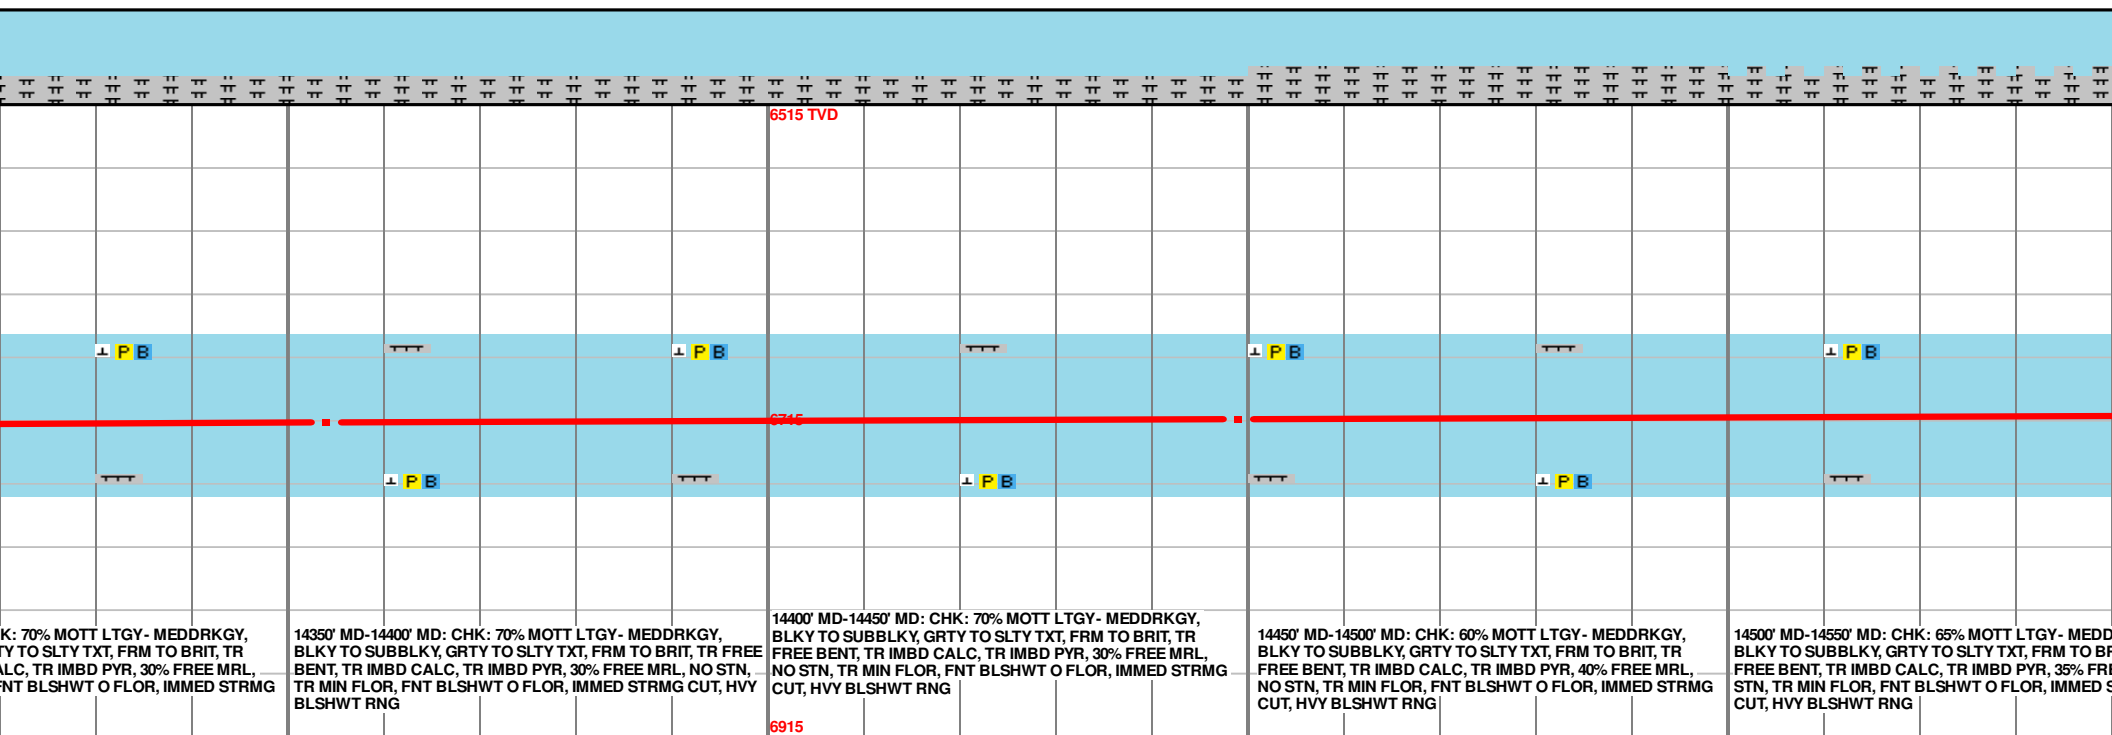 6515 TVD
P B
P B
P B
P B
6715
P B
P B
P B
K: 70% MOTT LTGY- MEDDRKGY,
TY TO SLTY TXT, FRM TO BRIT, TR
ALC, TR IMBD PYR, 30% FREE MRL,
FNT BLSHWT O FLOR, IMMED STRMG
14350' MD-14400' MD: CHK: 70% MOTT LTGY- MEDDRKGY,
BLKY TO SUBBLKY, GRTY TO SLTY TXT, FRM TO BRIT, TR FREE
BENT, TR IMBD CALC, TR IMBD PYR, 30% FREE MRL, NO STN,
TR MIN FLOR, FNT BLSHWT O FLOR, IMMED STRMG CUT, HVY
BLSHWT RNG
14400' MD-14450' MD: CHK: 70% MOTT LTGY- MEDDRKGY,
BLKY TO SUBBLKY, GRTY TO SLTY TXT, FRM TO BRIT, TR
FREE BENT, TR IMBD CALC, TR IMBD PYR, 30% FREE MRL,
NO STN, TR MIN FLOR, FNT BLSHWT O FLOR, IMMED STRMG
CUT, HVY BLSHWT RNG
14450' MD-14500' MD: CHK: 60% MOTT LTGY- MEDDRKGY,
BLKY TO SUBBLKY, GRTY TO SLTY TXT, FRM TO BRIT, TR
FREE BENT, TR IMBD CALC, TR IMBD PYR, 40% FREE MRL,
NO STN, TR MIN FLOR, FNT BLSHWT O FLOR, IMMED STRMG
CUT, HVY BLSHWT RNG
14500' MD-14550' MD: CHK: 65% MOTT LTGY- MEDD
BLKY TO SUBBLKY, GRTY TO SLTY TXT, FRM TO BR
FREE BENT, TR IMBD CALC, TR IMBD PYR, 35% FRE
STN, TR MIN FLOR, FNT BLSHWT O FLOR, IMMED S
CUT, HVY BLSHWT RNG
6915